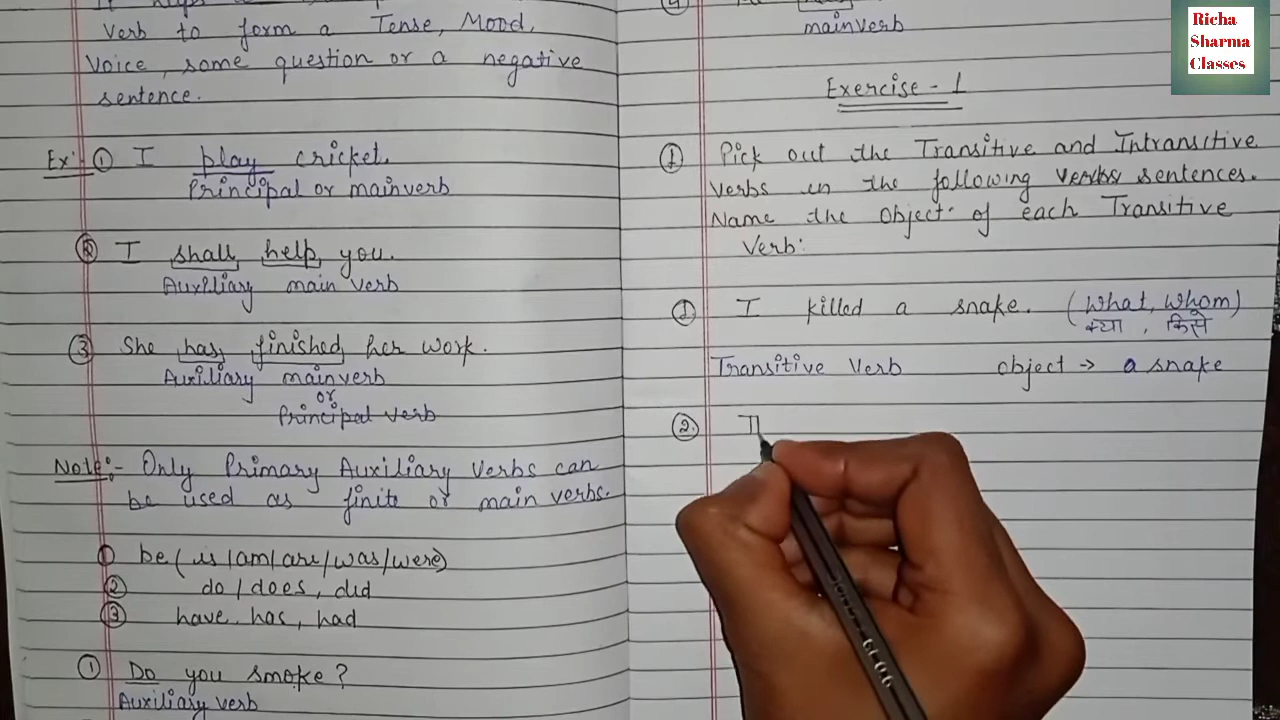 verb to form a Tense, Mood,
Voice, some question or a negative
sentence.
Ex:- ① I play cricket.
Principal or mainverb
② I shall help you.
Auxiliary main verb
③ She has finished her work.
Auxiliary mainverb
or
Principal verb
Note:- Only Primary Auxiliary verbs can
be used as finite or main verbs.
① be (is/am/are/was/were)
② do/does, did
③ have, has, had
① Do you smoke?
Auxiliary verb
④
mainverb
Exercise - 1
① Pick out the Transitive and Intransitive
verbs in the following verbs sentences.
Name the object of each Transitive
Verb:
① I killed a snake. (what, whom)
क्या, किसे
Transitive Verb object → a snake
②.
Richa
Sharma
Classes